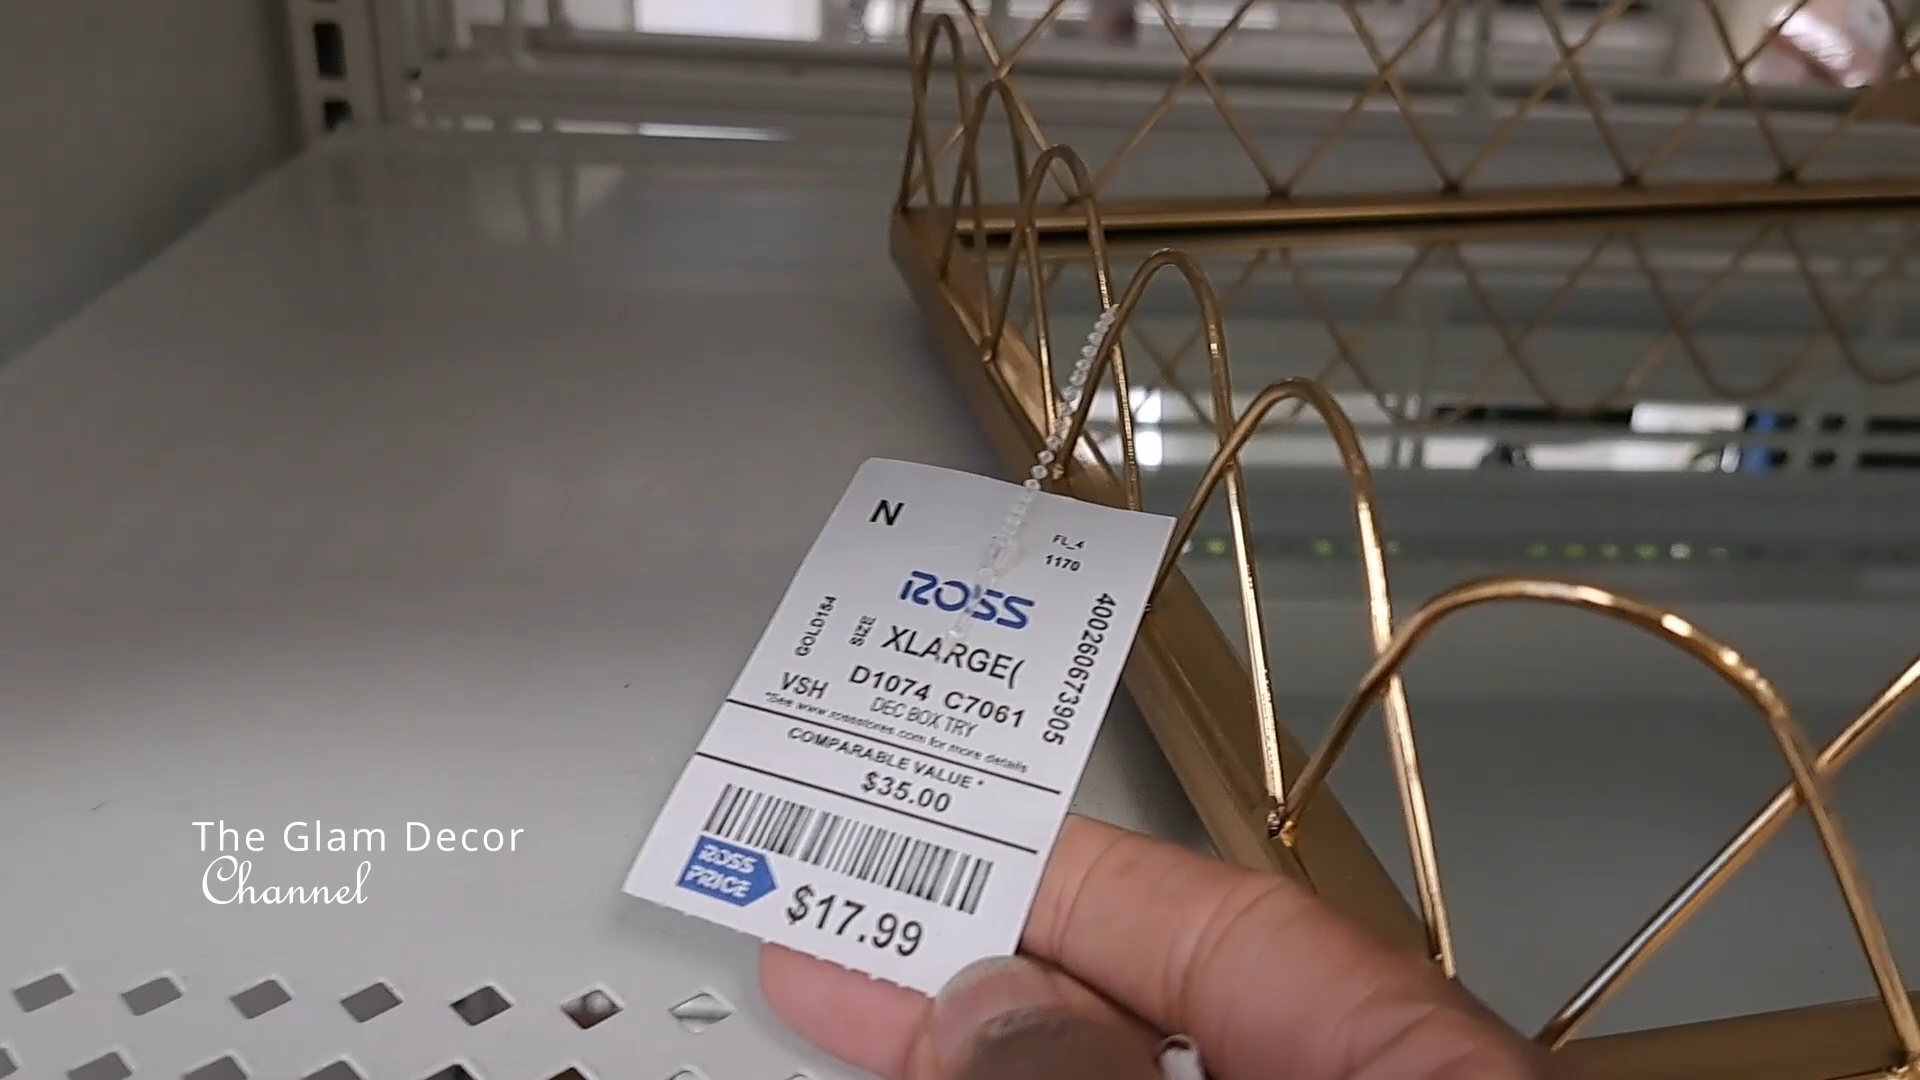 N
FL_4
1170
ROSS
GOLD154
SIZE
XLARGE(
400260673905
D1074 C7061
VSH
DEC BOX TRY
*See www.rossstores.com for more details
COMPARABLE VALUE *
$35.00
ROSS
PRICE
$17.99
The Glam Decor
Channel